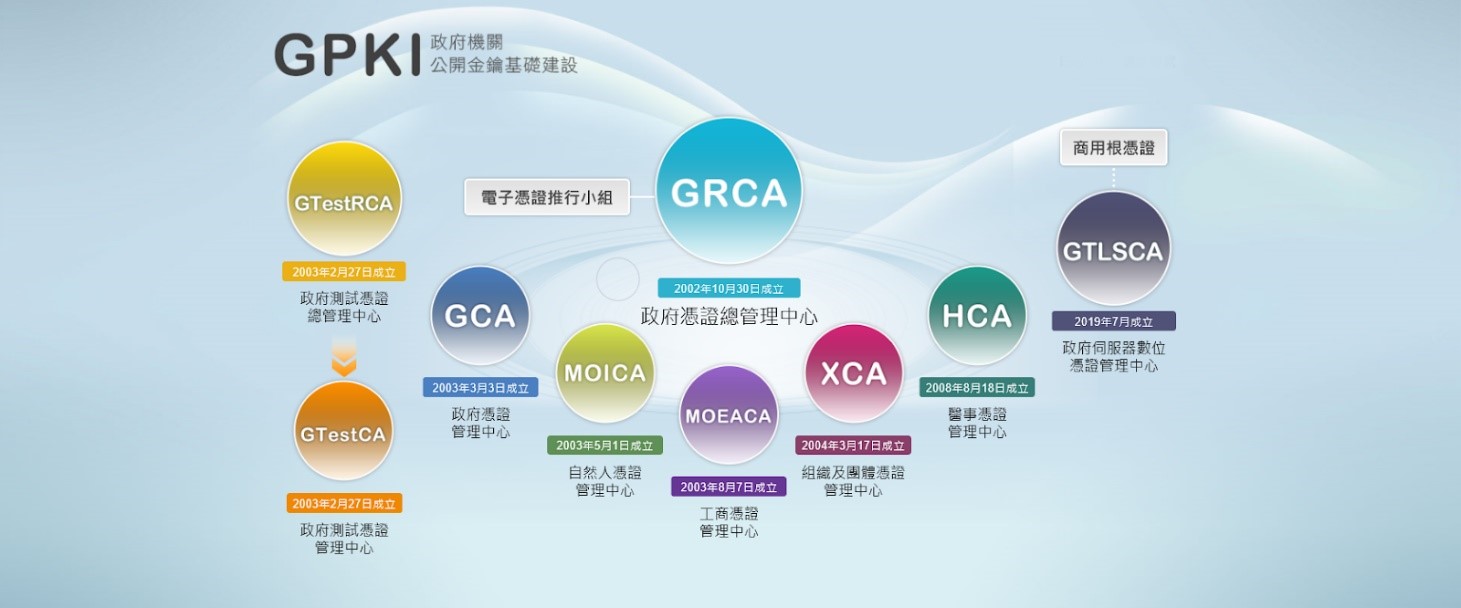 GPKI
政府機關
公開金鑰基礎建設
GTestRCA
2003年2月27日成立
政府測試憑證
總管理中心
GTestCA
2003年2月27日成立
政府測試憑證
管理中心
電子憑證推行小組
GRCA
2002年10月30日成立
政府憑證總管理中心
GCA
2003年3月3日成立
政府憑證
管理中心
MOICA
2003年5月1日成立
自然人憑證
管理中心
MOEACA
2003年8月7日成立
工商憑證
管理中心
XCA
2004年3月17日成立
組織及團體憑證
管理中心
HCA
2008年8月18日成立
醫事憑證
管理中心
商用根憑證
GTLSCA
2019年7月成立
政府伺服器數位
憑證管理中心